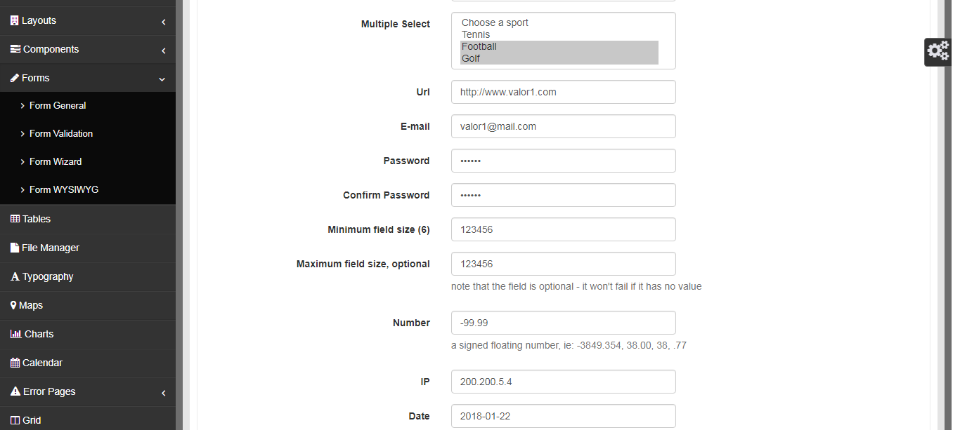 Layouts
Components
Forms
Form General
Form Validation
Form Wizard
Form WYSIWYG
Tables
File Manager
Typography
Maps
Charts
Calendar
Error Pages
Grid
Multiple Select
Choose a sport
Tennis
Football
Golf
Url http://www.valor1.com
E-mail valor1@mail.com
Password ••••••
Confirm Password ••••••
Minimum field size (6) 123456
Maximum field size, optional 123456
note that the field is optional - it won't fail if it has no value
Number -99.99
a signed floating number, ie: -3849.354, 38.00, 38, .77
IP 200.200.5.4
Date 2018-01-22